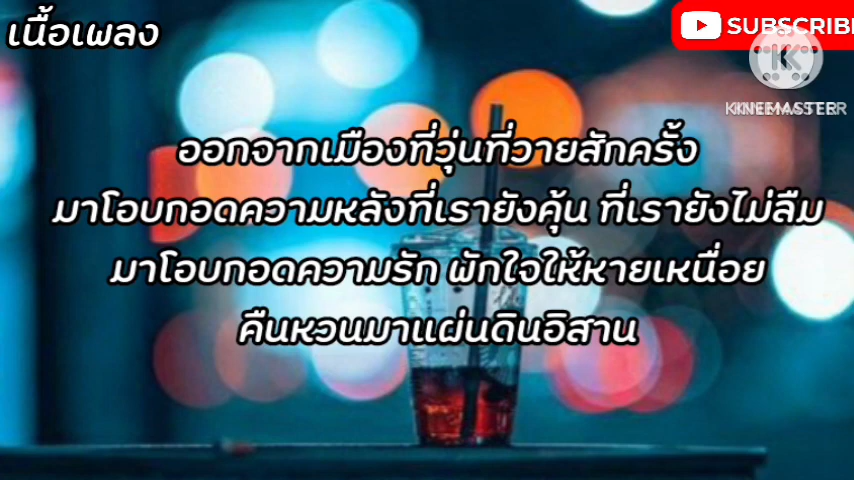 เนื้อเพลง
SUBSCRIBE
KINEMASTER
ออกจากเมืองที่วุ่นที่วายสักครั้ง
มาโอบกอดความหลังที่เรายังคุ้น ที่เรายังไม่ลืม
มาโอบกอดความรัก พักใจให้หายเหนื่อย
คืนหวนมาแผ่นดินอิสาน